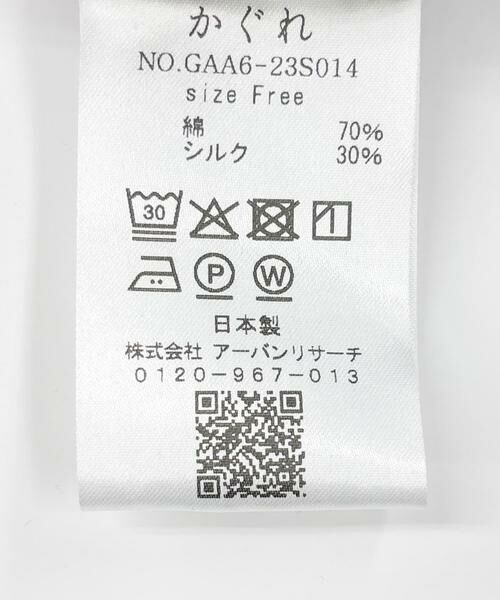 かぐれ
NO.GAA6-23S014
size Free
綿 70%
シルク 30%
30
P W
日本製
株式会社 アーバンリサーチ
0120-967-013